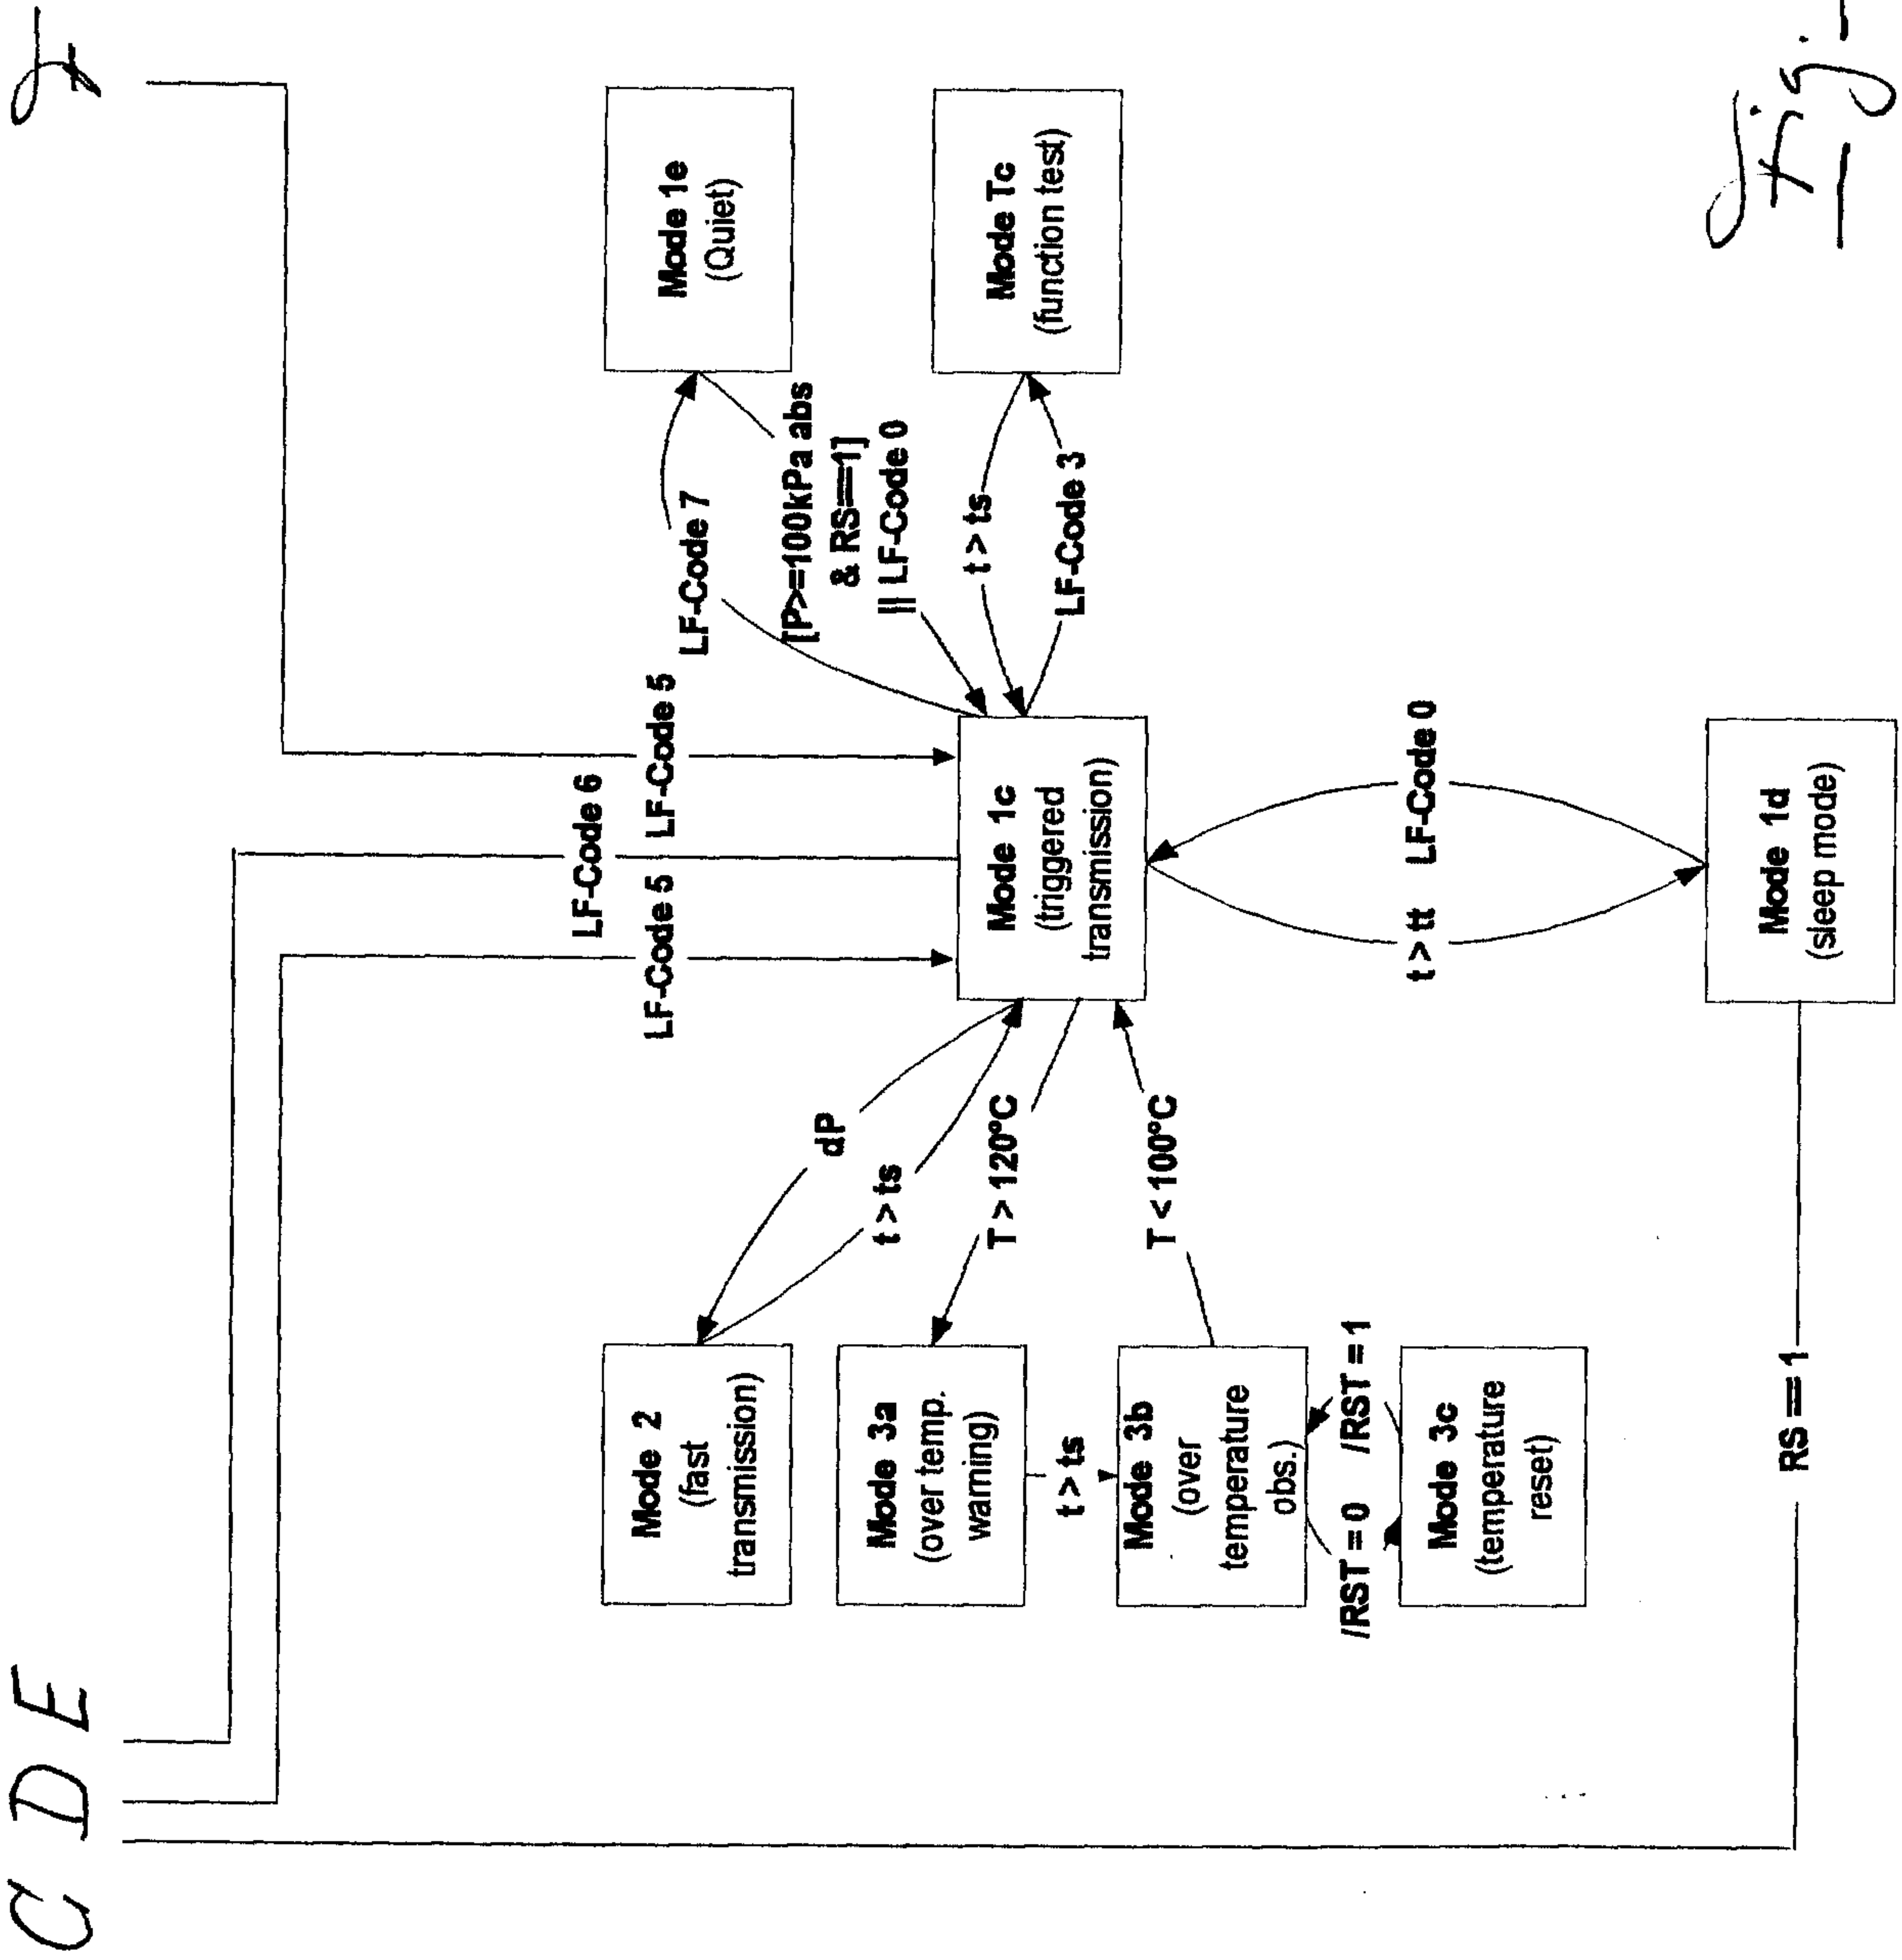 C D E F
LF-Code 6
LF-Code 5
LF-Code 5
Mode 2
(fast
transmission)
dP
t > ts
LF-Code 7
Mode 1e
(Quiet)
[P>=100kPa abs
& RS==1]
|| LF-Code 0
Mode 3a
(over temp.
warning)
T > 120°C
Mode 1c
(triggered
transmission)
t > ts
LF-Code 3
Mode Tc
(function test)
t > ts
Mode 3b
(over
temperature
obs.)
T < 100°C
/RST = 0
/RST = 1
Mode 3c
(temperature
reset)
t > tt
LF-Code 0
Mode 1d
(sleep mode)
RS == 1
Fig.